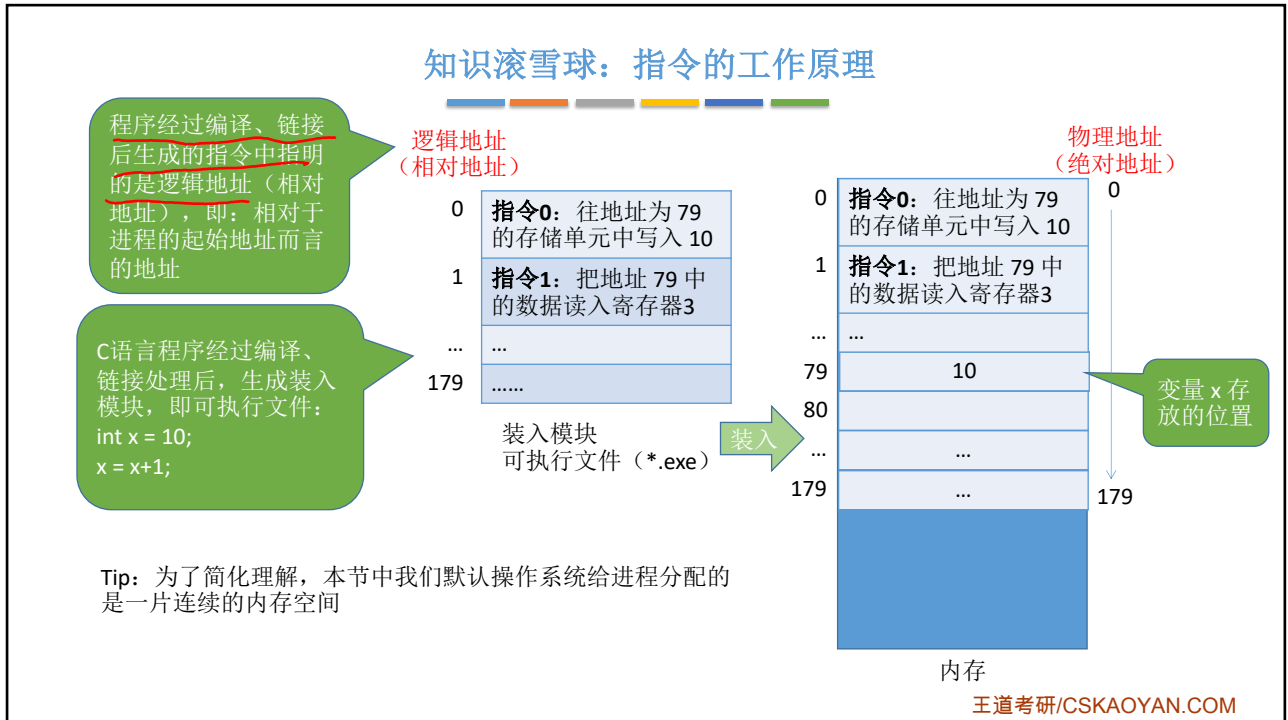 知识滚雪球：指令的工作原理
程序经过编译、链接
后生成的指令中指明
的是逻辑地址（相对
地址），即：相对于
进程的起始地址而言
的地址
C语言程序经过编译、
链接处理后，生成装入
模块，即可执行文件：
int x = 10;
x = x+1;
逻辑地址
（相对地址）
0
指令0：往地址为 79
的存储单元中写入 10
1
指令1：把地址 79 中
的数据读入寄存器3
...
...
179
......
装入模块
可执行文件（*.exe）
装入
物理地址
（绝对地址）
0
指令0：往地址为 79
的存储单元中写入 10
0
1
指令1：把地址 79 中
的数据读入寄存器3
...
...
79
10
80
...
...
179
...
179
变量 x 存
放的位置
内存
Tip：为了简化理解，本节中我们默认操作系统给进程分配的
是一片连续的内存空间
王道考研/CSKAOYAN.COM